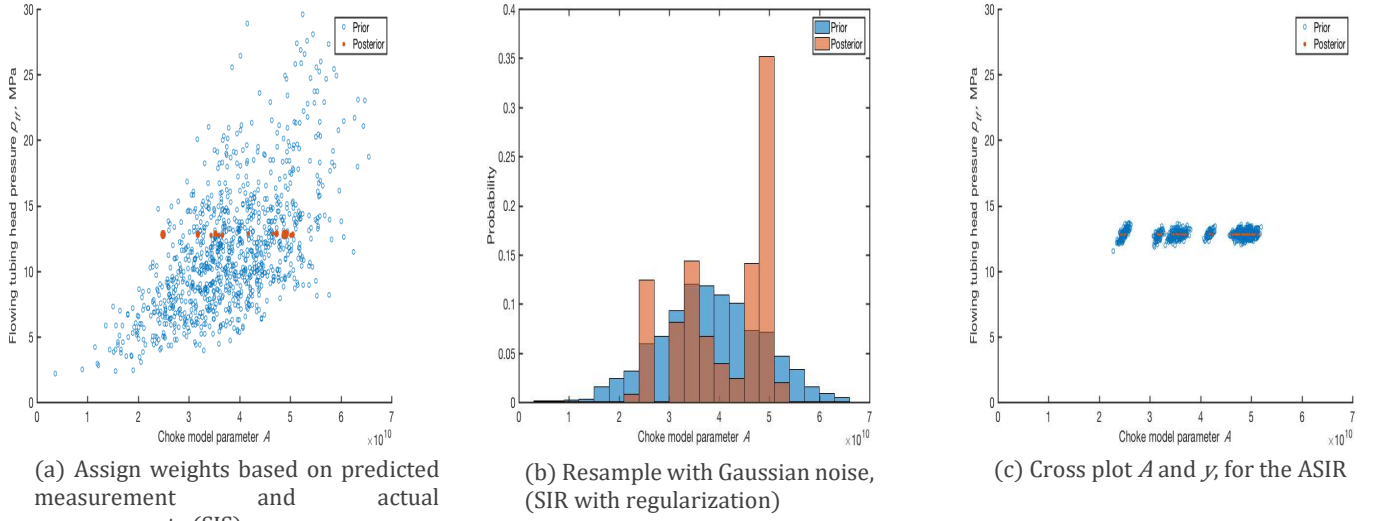 30
25
20
15
10
5
0
Flowing tubing head pressure p_tf, MPa
Prior
Posterior
0 1 2 3 4 5 6 7
Choke model parameter A ×10^10
(a) Assign weights based on predicted
measurement and actual
0.4
0.35
0.3
0.25
0.2
0.15
0.1
0.05
0
Probability
Prior
Posterior
0 1 2 3 4 5 6 7
Choke model parameter A ×10^10
(b) Resample with Gaussian noise,
(SIR with regularization)
30
25
20
15
10
5
0
Flowing tubing head pressure p_tf, MPa
Prior
Posterior
0 1 2 3 4 5 6 7
Choke model parameter A ×10^10
(c) Cross plot A and y, for the ASIR